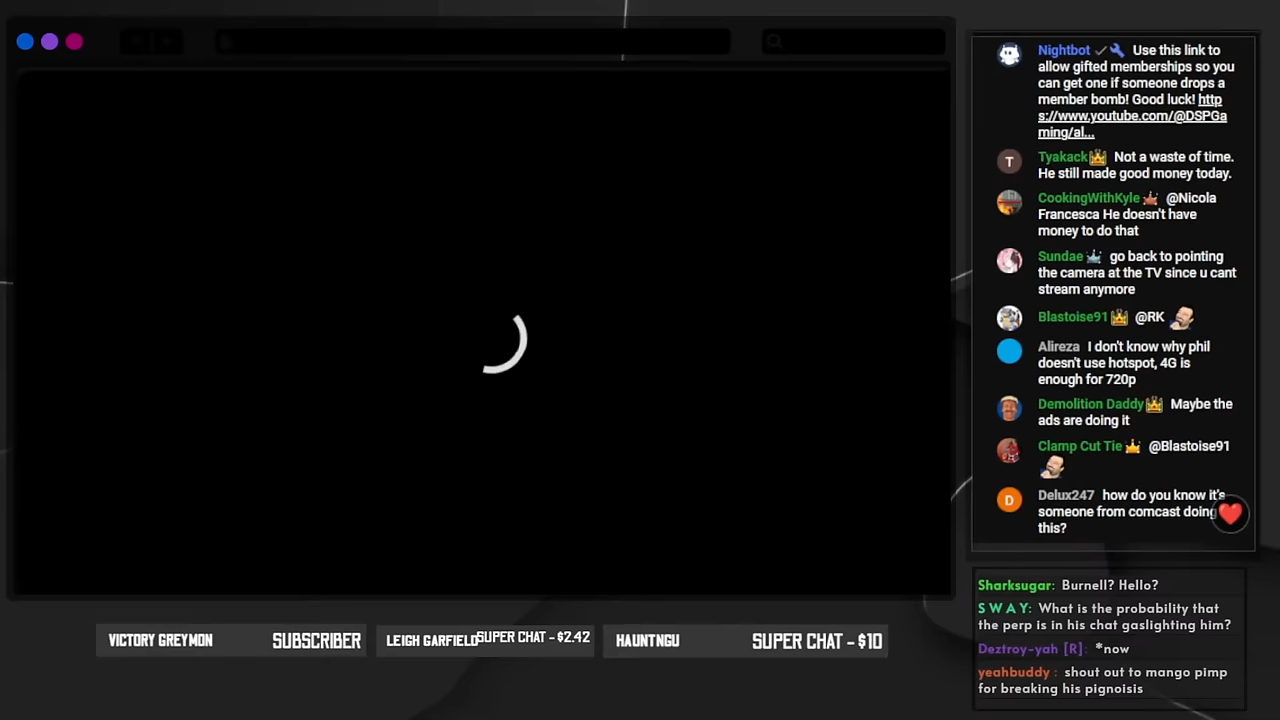 Nightbot Use this link to
allow gifted memberships so you
can get one if someone drops a
member bomb! Good luck! http
s://www.youtube.com/@DSPGa
ming/al...
T Tyakack Not a waste of time.
He still made good money today.
CookingWithKyle @Nicola
Francesca He doesn't have
money to do that
Sundae go back to pointing
the camera at the TV since u cant
stream anymore
Blastoise91 @RK
Alireza I don't know why phil
doesn't use hotspot, 4G is
enough for 720p
Demolition Daddy Maybe the
ads are doing it
Clamp Cut Tie @Blastoise91
D Delux247 how do you know it's
someone from comcast doing
this?
Sharksugar: Burnell? Hello?
S W A Y: What is the probability that
the perp is in his chat gaslighting him?
Deztroy-yah [R]: *now
yeahbuddy : shout out to mango pimp
for breaking his pignoisis
VICTORY GREYMON SUBSCRIBER
LEIGH GARFIELD SUPER CHAT - $2.42
HAUNTNGU SUPER CHAT - $10